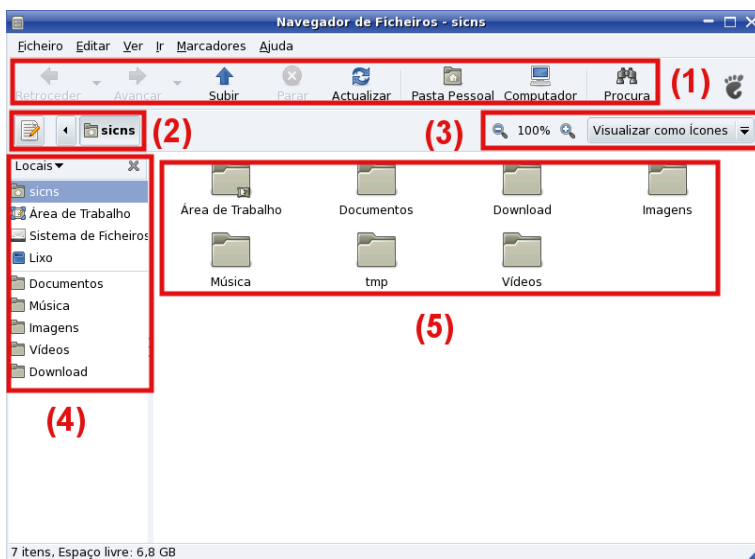 Navegador de Ficheiros - sicns
Ficheiro Editar Ver Ir Marcadores Ajuda
Retroceder Avançar Subir Parar Actualizar Pasta Pessoal Computador Procura (1)
sicns (2) (3) 100% Visualizar como Ícones
Locais
sicns
Área de Trabalho
Sistema de Ficheiros
Lixo
Documentos
Música
Imagens
Vídeos
Download
(4)
Área de Trabalho Documentos Download Imagens
Música tmp Vídeos
(5)
7 itens, Espaço livre: 6,8 GB